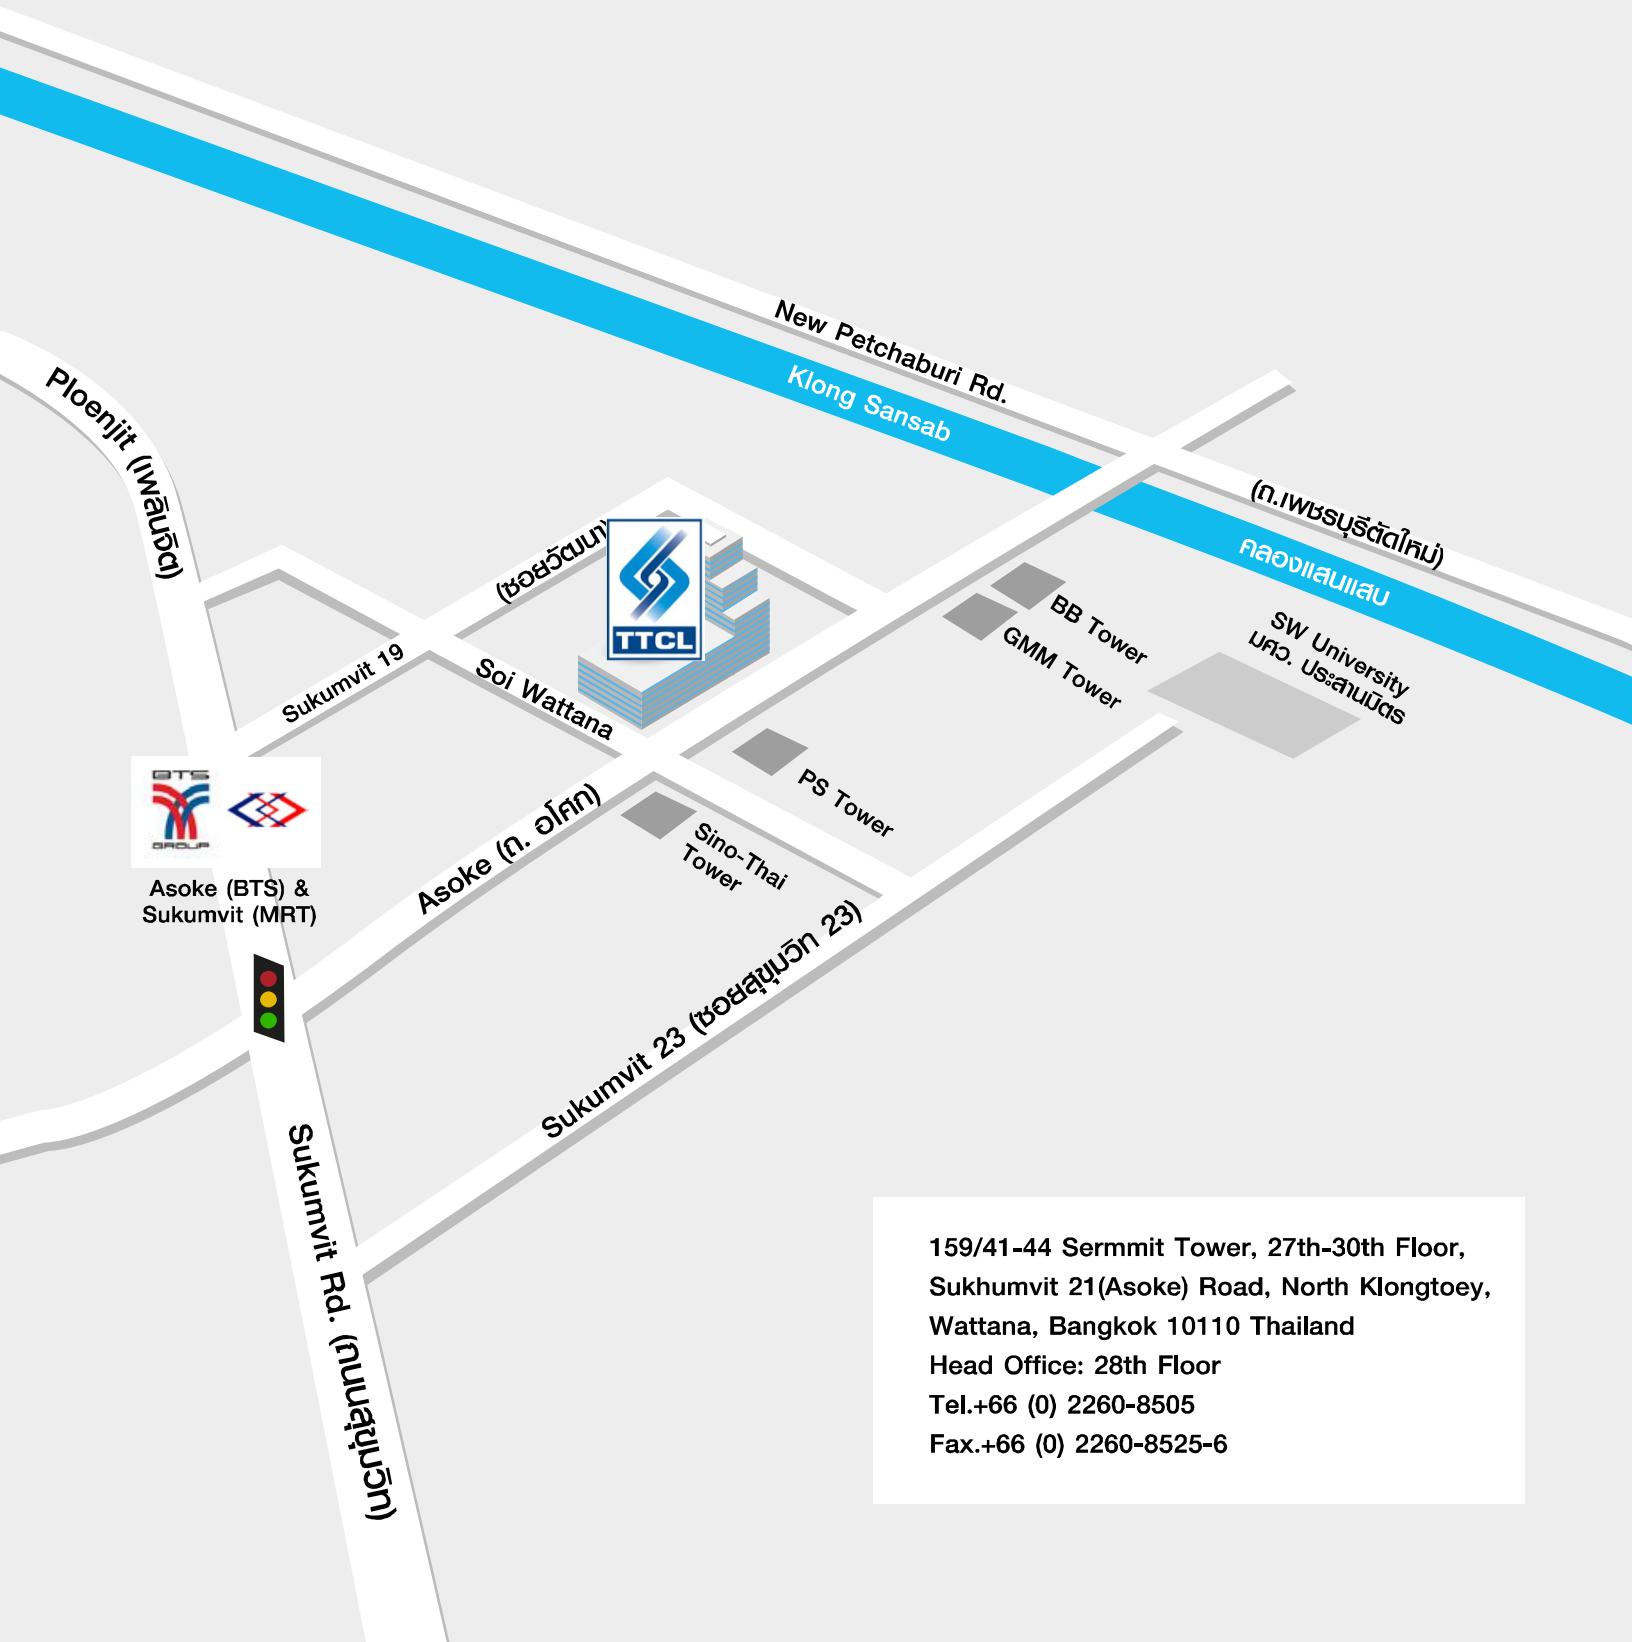 New Petchaburi Rd.
(ถ.เพชรบุรีตัดใหม่)
Klong Sansab
คลองแสนแสบ
Ploenjit (เพลินจิต)
(ซอยวัฒนา)
TTCL
BB Tower
GMM Tower
SW University
มศว. ประสานมิตร
Sukumvit 19
Soi Wattana
PS Tower
BTS
GROUP
Asoke (BTS) &
Sukumvit (MRT)
Asoke (ถ. อโศก)
Sino-Thai
Tower
Sukumvit 23 (ซอยสุขุมวิท 23)
Sukumvit Rd. (ถนนสุขุมวิท)
159/41-44 Sermmit Tower, 27th-30th Floor,
Sukhumvit 21(Asoke) Road, North Klongtoey,
Wattana, Bangkok 10110 Thailand
Head Office: 28th Floor
Tel.+66 (0) 2260-8505
Fax.+66 (0) 2260-8525-6